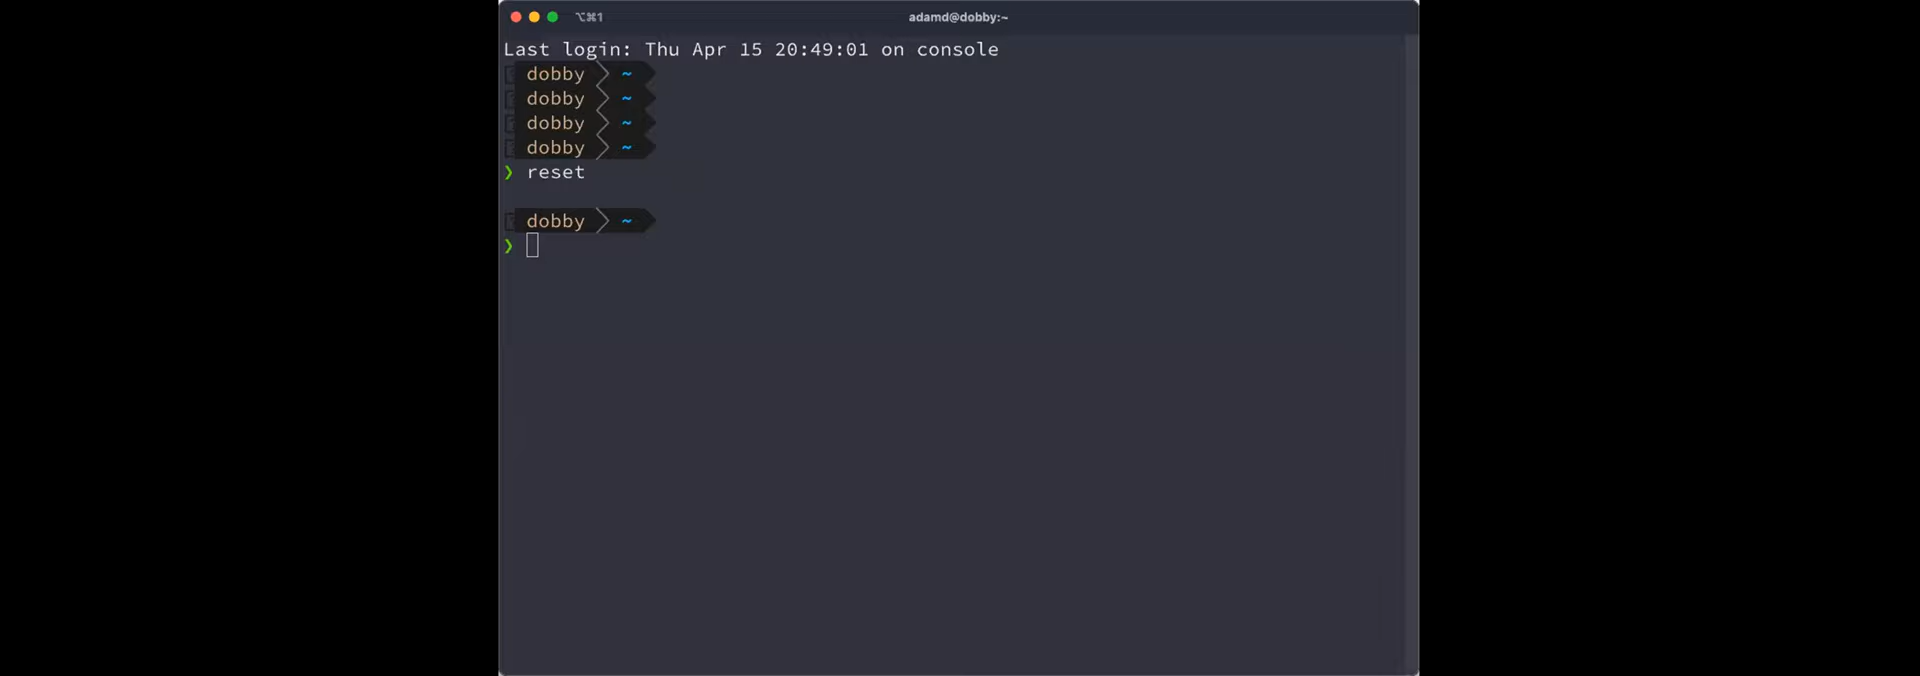 ⌥⌘1
adamd@dobby:~
Last login: Thu Apr 15 20:49:01 on console
dobby ~
dobby ~
dobby ~
dobby ~
❯ reset
dobby ~
❯